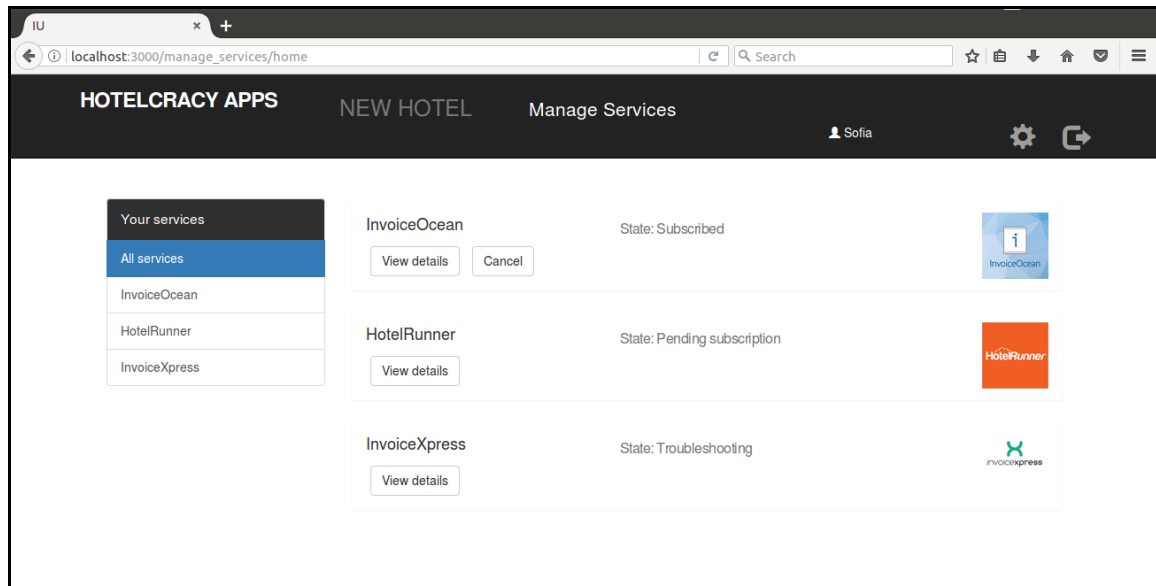 IU
localhost:3000/manage_services/home
Search
HOTELCRACY APPS
NEW HOTEL
Manage Services
Sofia
Your services
All services
InvoiceOcean
HotelRunner
InvoiceXpress
InvoiceOcean
State: Subscribed
View details
Cancel
i
InvoiceOcean
HotelRunner
State: Pending subscription
View details
HotelRunner
InvoiceXpress
State: Troubleshooting
View details
invoicexpress